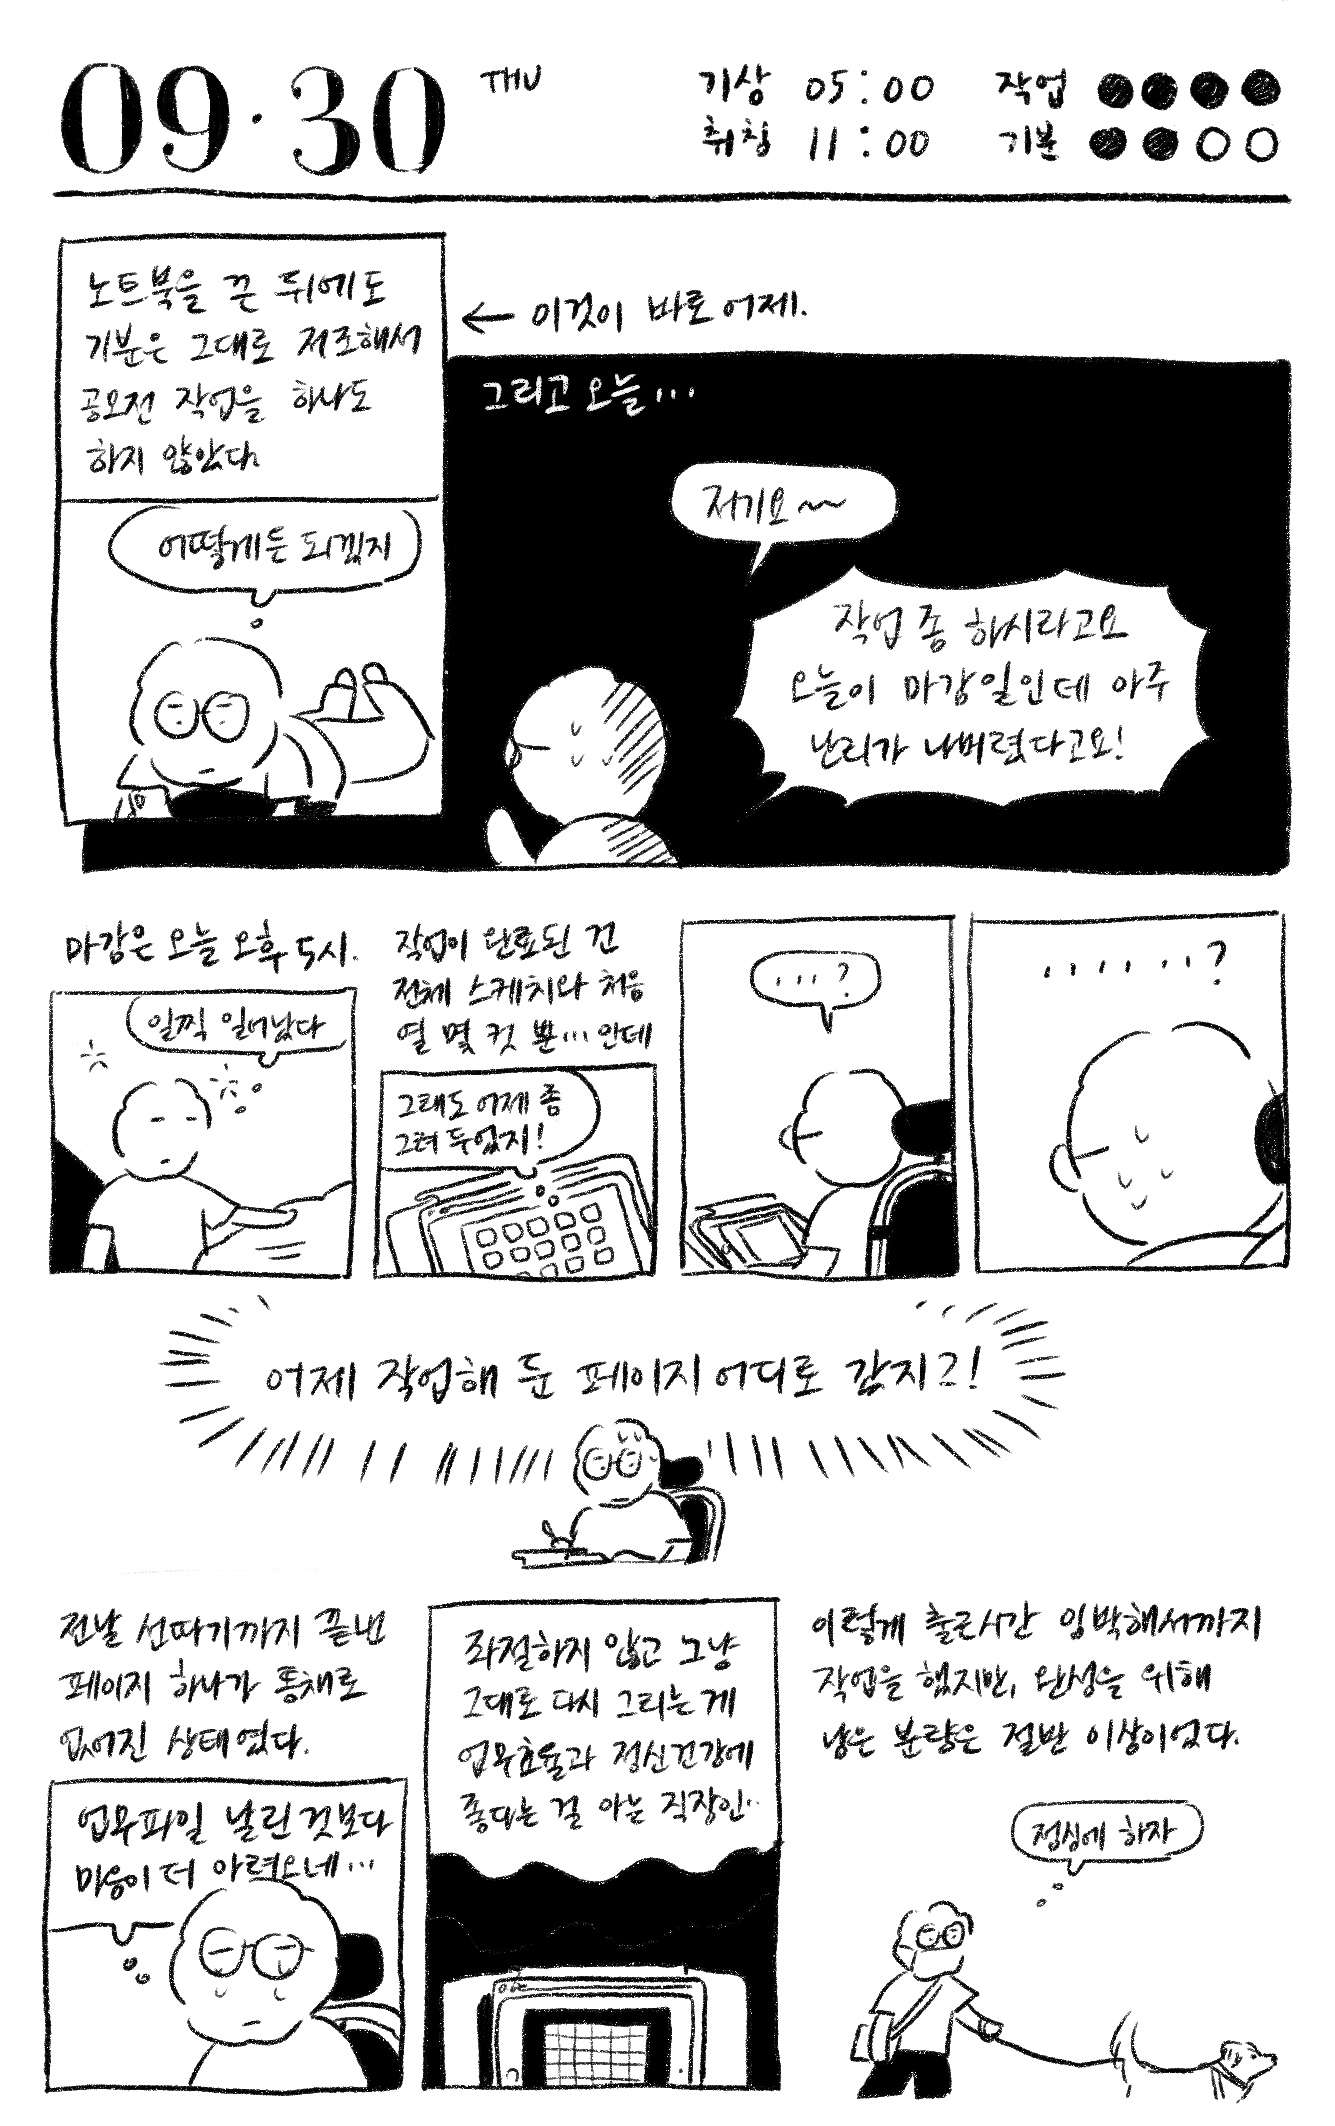 09·30 THU
기상 05:00 작업
취침 11:00 기분
노트북을 끈 뒤에도
기분은 그대로 저조해서
공모전 작업을 하나도
하지 않았다.
어떻게든 되겠지
← 이것이 바로 어제.
그리고 오늘...
저기요~~
작업 좀 하시라고요
오늘이 마감일인데 아주
난리가 나버렸다고요!
마감은 오늘 오후 5시.
일찍 일어났다
작업이 완료된 건
전체 스케치와 처음
열 몇 컷 뿐...인데
그래도 어제 좀
그려 두었지!
...?
......?
어제 작업해 둔 페이지 어디로 갔지?!
전날 선따기까지 끝낸
페이지 하나가 통채로
없어진 상태였다.
업무파일 날린 것보다
마음이 더 아려오네...
좌절하지 않고 그냥
그대로 다시 그리는 게
업무효율과 정신건강에
좋다는 걸 아는 직장인..
이렇게 출근시간 임박해서까지
작업을 했지만, 완성을 위해
남은 분량은 절반 이상이었다.
점심에 하자